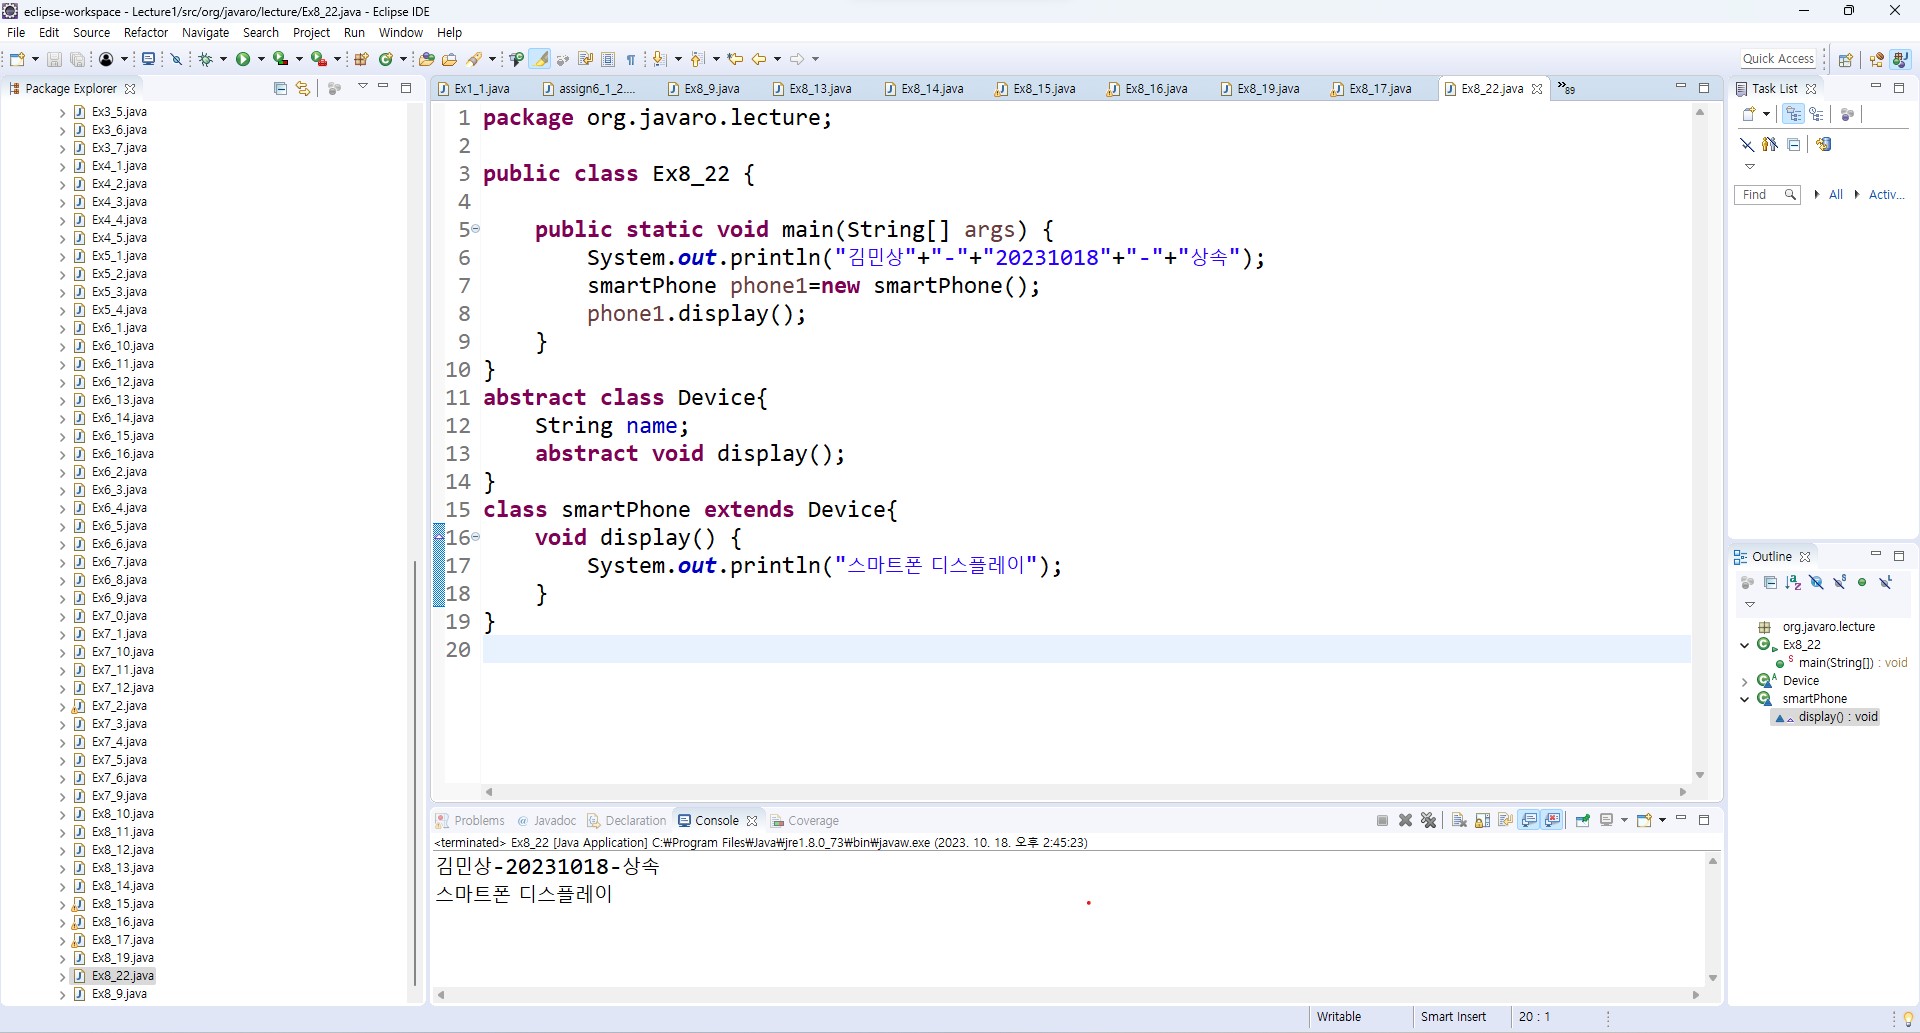 eclipse-workspace - Lecture1/src/org/javaro/lecture/Ex8_22.java - Eclipse IDE
File Edit Source Refactor Navigate Search Project Run Window Help
Quick Access
Package Explorer
Ex3_5.java
Ex3_6.java
Ex3_7.java
Ex4_1.java
Ex4_2.java
Ex4_3.java
Ex4_4.java
Ex4_5.java
Ex5_1.java
Ex5_2.java
Ex5_3.java
Ex5_4.java
Ex6_1.java
Ex6_10.java
Ex6_11.java
Ex6_12.java
Ex6_13.java
Ex6_14.java
Ex6_15.java
Ex6_16.java
Ex6_2.java
Ex6_3.java
Ex6_4.java
Ex6_5.java
Ex6_6.java
Ex6_7.java
Ex6_8.java
Ex6_9.java
Ex7_0.java
Ex7_1.java
Ex7_10.java
Ex7_11.java
Ex7_12.java
Ex7_2.java
Ex7_3.java
Ex7_4.java
Ex7_5.java
Ex7_6.java
Ex7_9.java
Ex8_10.java
Ex8_11.java
Ex8_12.java
Ex8_13.java
Ex8_14.java
Ex8_15.java
Ex8_16.java
Ex8_17.java
Ex8_19.java
Ex8_22.java
Ex8_9.java
Ex1_1.java assign6_1_2.... Ex8_9.java Ex8_13.java Ex8_14.java Ex8_15.java Ex8_16.java Ex8_19.java Ex8_17.java Ex8_22.java »89
1 package org.javaro.lecture;
2
3 public class Ex8_22 {
4
5 public static void main(String[] args) {
6 System.out.println("김민상"+"-"+"20231018"+"-"+"상속");
7 smartPhone phone1=new smartPhone();
8 phone1.display();
9 }
10 }
11 abstract class Device{
12 String name;
13 abstract void display();
14 }
15 class smartPhone extends Device{
16 void display() {
17 System.out.println("스마트폰 디스플레이");
18 }
19 }
20
Problems @ Javadoc Declaration Console Coverage
<terminated> Ex8_22 [Java Application] C:₩Program Files₩Java₩jre1.8.0_73₩bin₩javaw.exe (2023. 10. 18. 오후 2:45:23)
김민상-20231018-상속
스마트폰 디스플레이
Task List
Find All Activ...
Outline
org.javaro.lecture
Ex8_22
main(String[]) : void
Device
smartPhone
display() : void
Writable Smart Insert 20 : 1